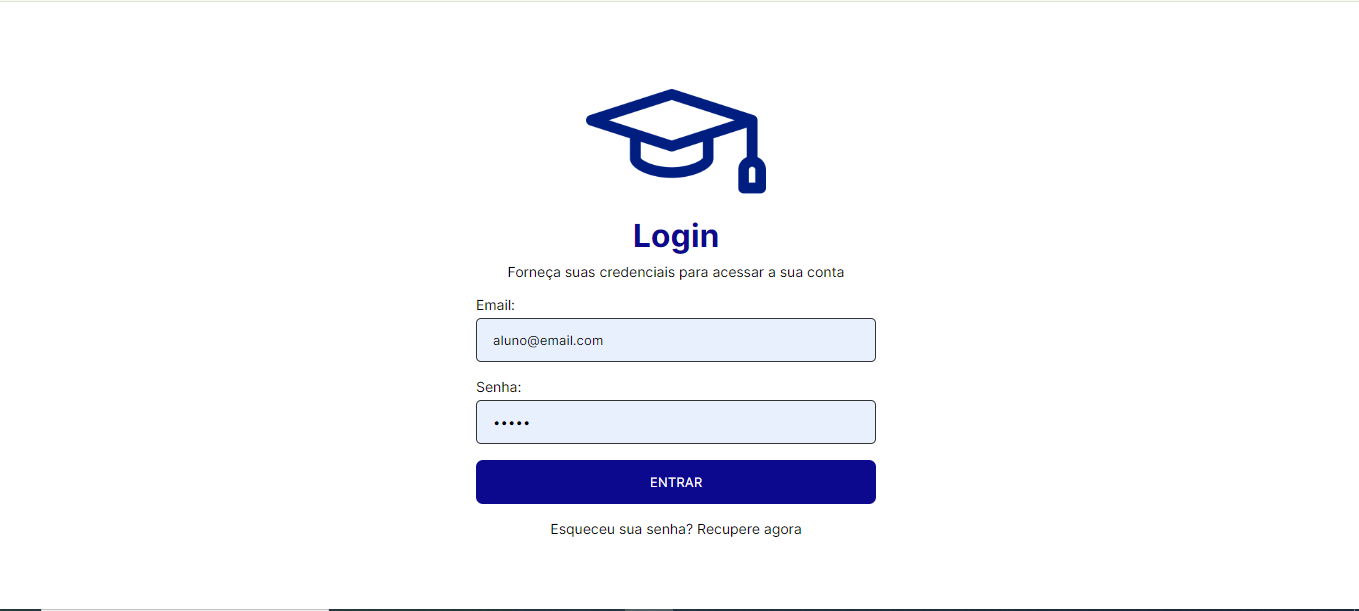 Login
Forneça suas credenciais para acessar a sua conta
Email:
aluno@email.com
Senha:
•••••
ENTRAR
Esqueceu sua senha? Recupere agora